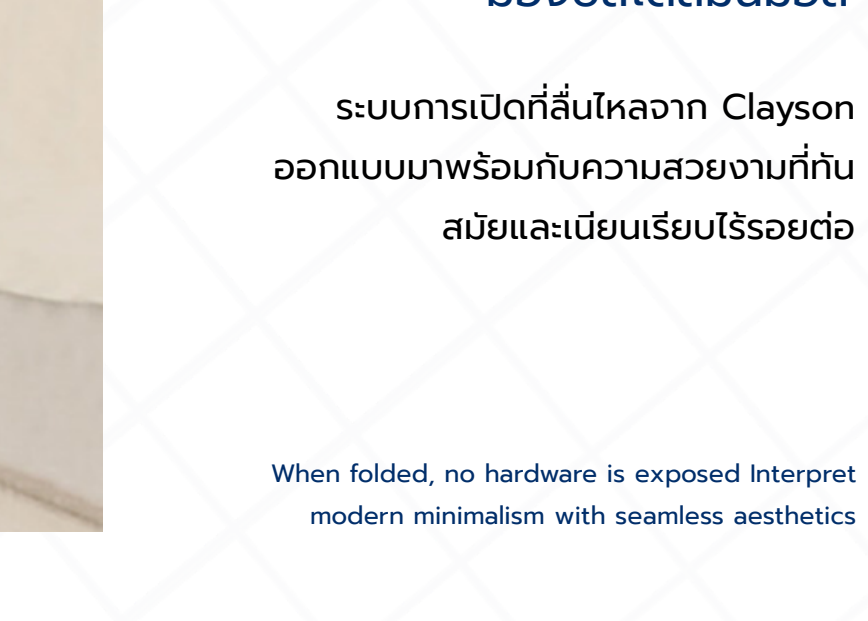 ระบบการเปิดที่ลื่นไหลจาก Clayson
ออกแบบมาพร้อมกับความสวยงามที่ทัน
สมัยและเนียนเรียบไร้รอยต่อ
When folded, no hardware is exposed Interpret
modern minimalism with seamless aesthetics